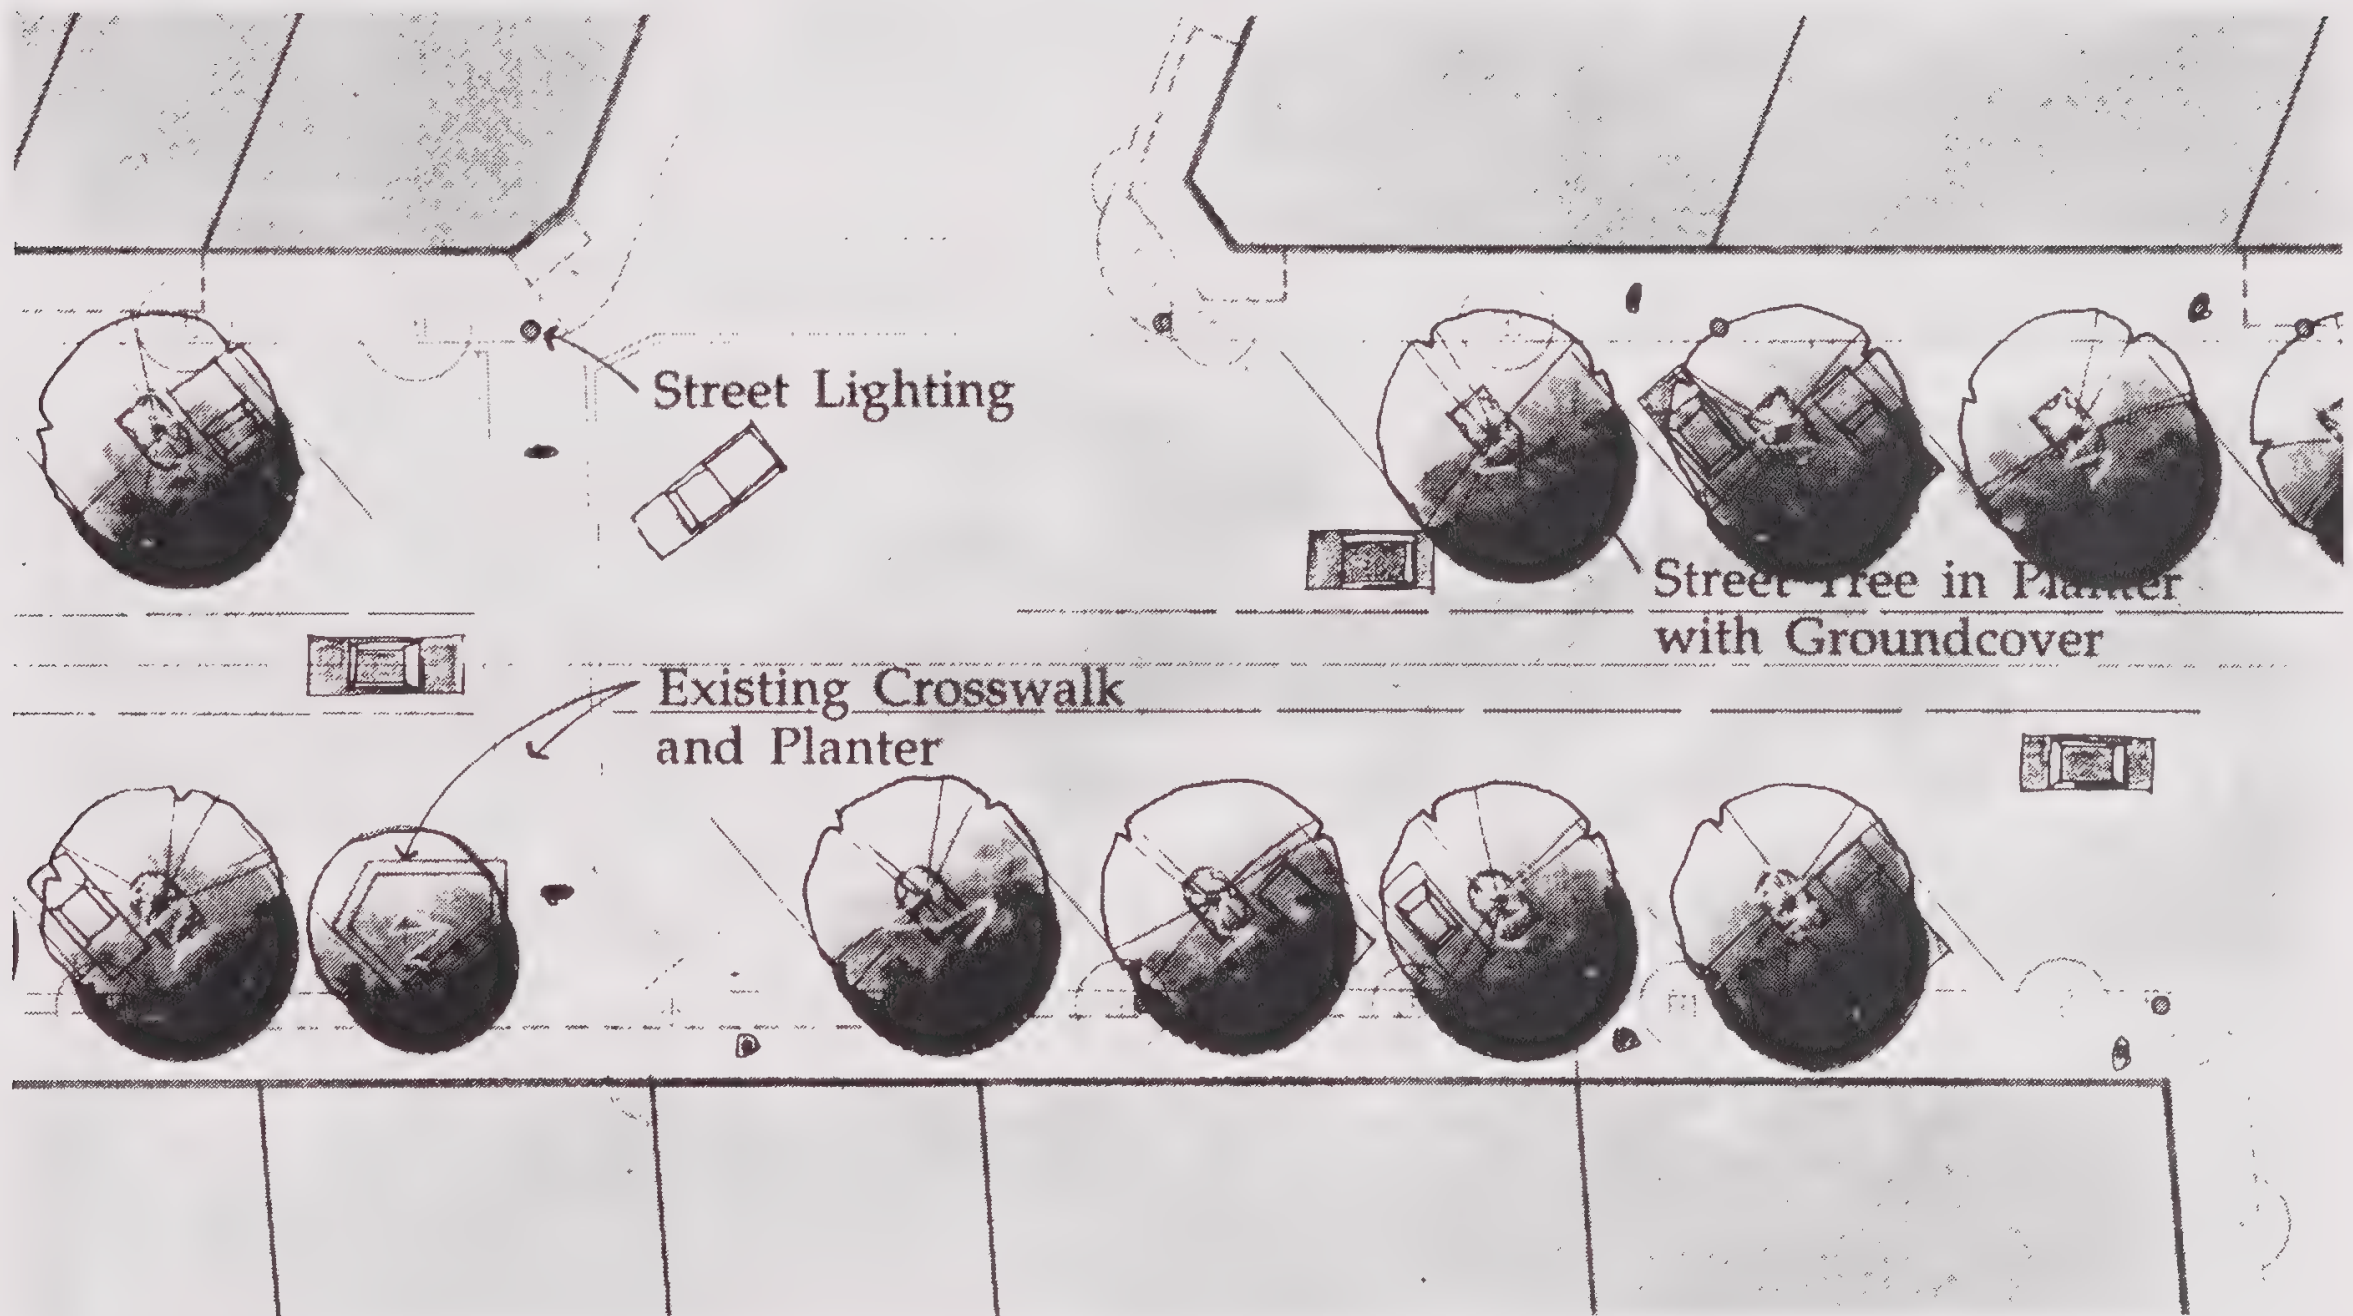 Street Lighting
Street Tree in Planter
with Groundcover
Existing Crosswalk
and Planter